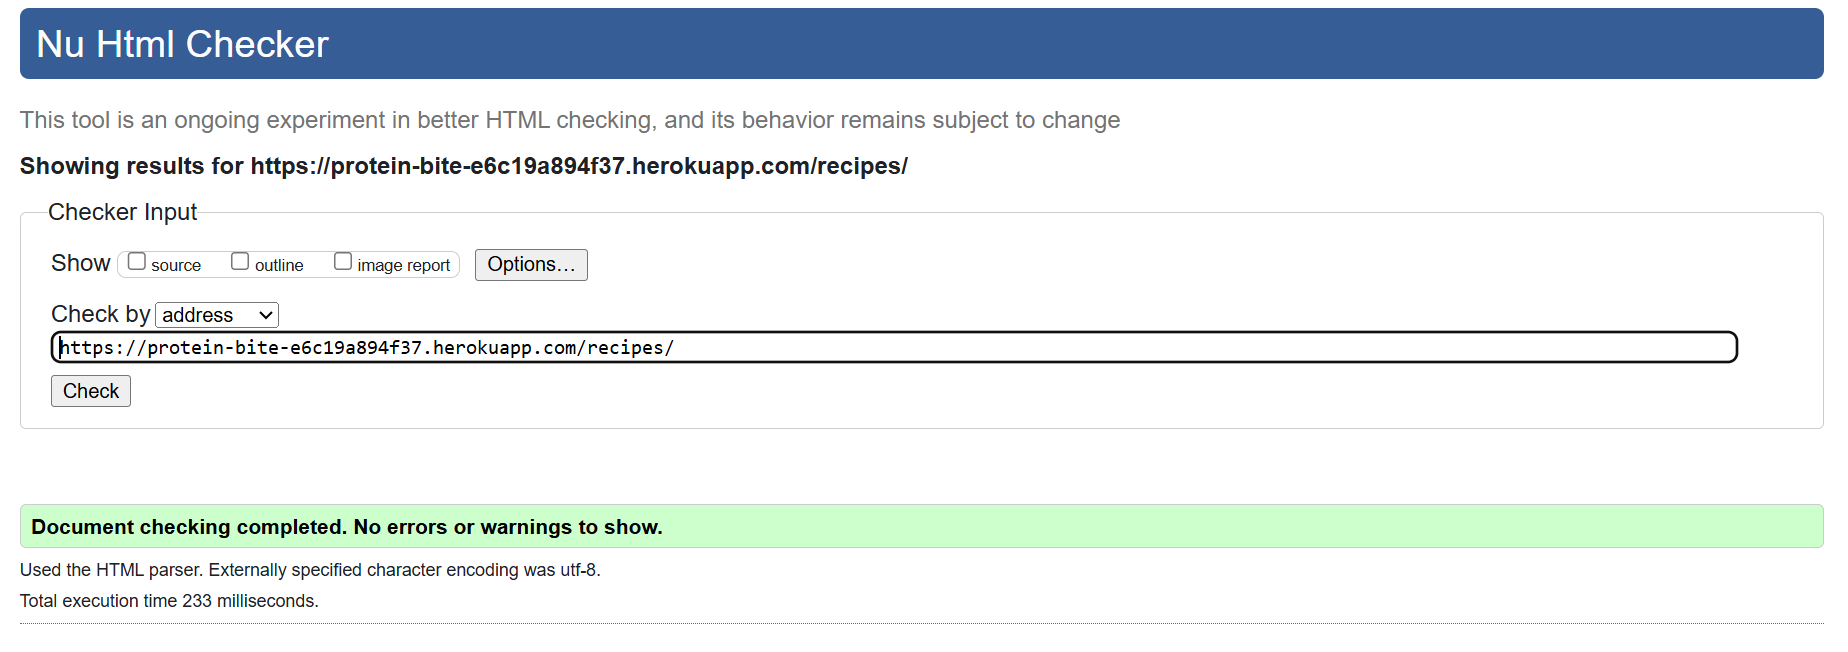 Nu Html Checker
This tool is an ongoing experiment in better HTML checking, and its behavior remains subject to change
Showing results for https://protein-bite-e6c19a894f37.herokuapp.com/recipes/
Checker Input
Show source outline image report Options...
Check by address
https://protein-bite-e6c19a894f37.herokuapp.com/recipes/
Check
Document checking completed. No errors or warnings to show.
Used the HTML parser. Externally specified character encoding was utf-8.
Total execution time 233 milliseconds.